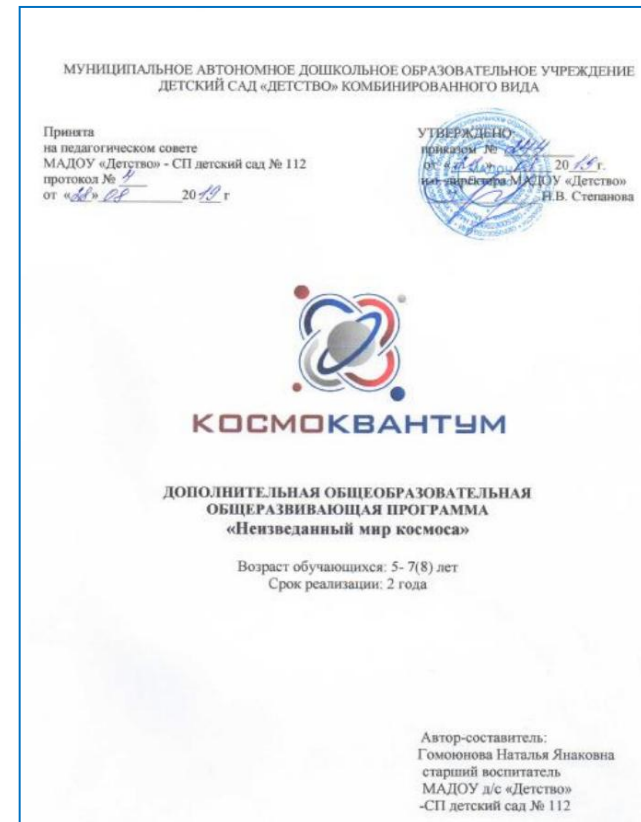 МУНИЦИПАЛЬНОЕ АВТОНОМНОЕ ДОШКОЛЬНОЕ ОБРАЗОВАТЕЛЬНОЕ УЧРЕЖДЕНИЕ
ДЕТСКИЙ САД «ДЕТСТВО» КОМБИНИРОВАННОГО ВИДА
Принята
на педагогическом совете
МАДОУ «Детство» - СП детский сад № 112
протокол № 4
от «28» 08 2019 г
УТВЕРЖДЕНО:
приказом №
от 2019 г.
директора МАДОУ «Детство»
Н.В. Степанова
КОСМОКВАНТУМ
ДОПОЛНИТЕЛЬНАЯ ОБЩЕОБРАЗОВАТЕЛЬНАЯ
ОБЩЕРАЗВИВАЮЩАЯ ПРОГРАММА
«Неизведанный мир космоса»
Возраст обучающихся: 5- 7(8) лет
Срок реализации: 2 года
Автор-составитель:
Гомоюнова Наталья Янаковна
старший воспитатель
МАДОУ д/с «Детство»
-СП детский сад № 112